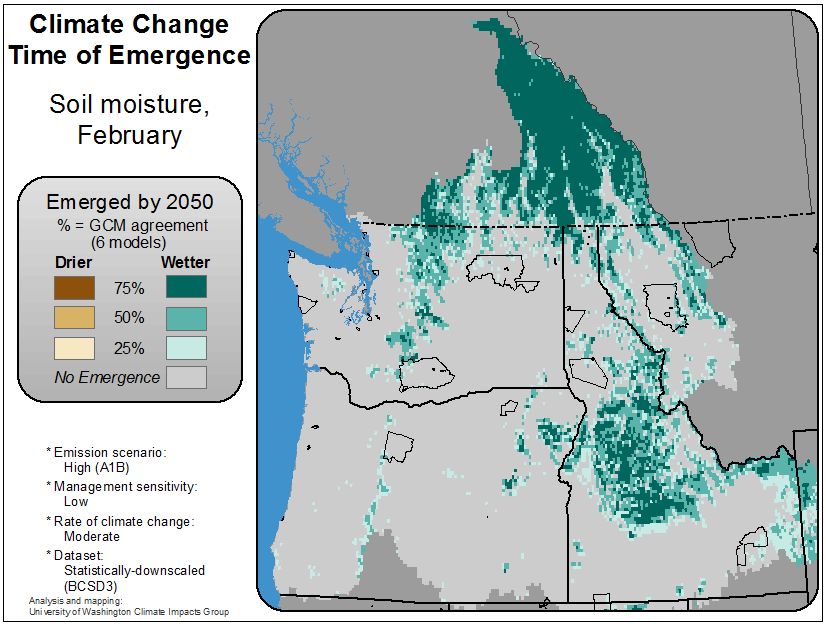 Climate Change
Time of Emergence
Soil moisture,
February
Emerged by 2050
% = GCM agreement
(6 models)
Drier Wetter
75%
50%
25%
No Emergence
* Emission scenario:
High (A1B)
* Management sensitivity:
Low
* Rate of climate change:
Moderate
* Dataset:
Statistically-downscaled
(BCSD3)
Analysis and mapping:
University of Washington Climate Impacts Group